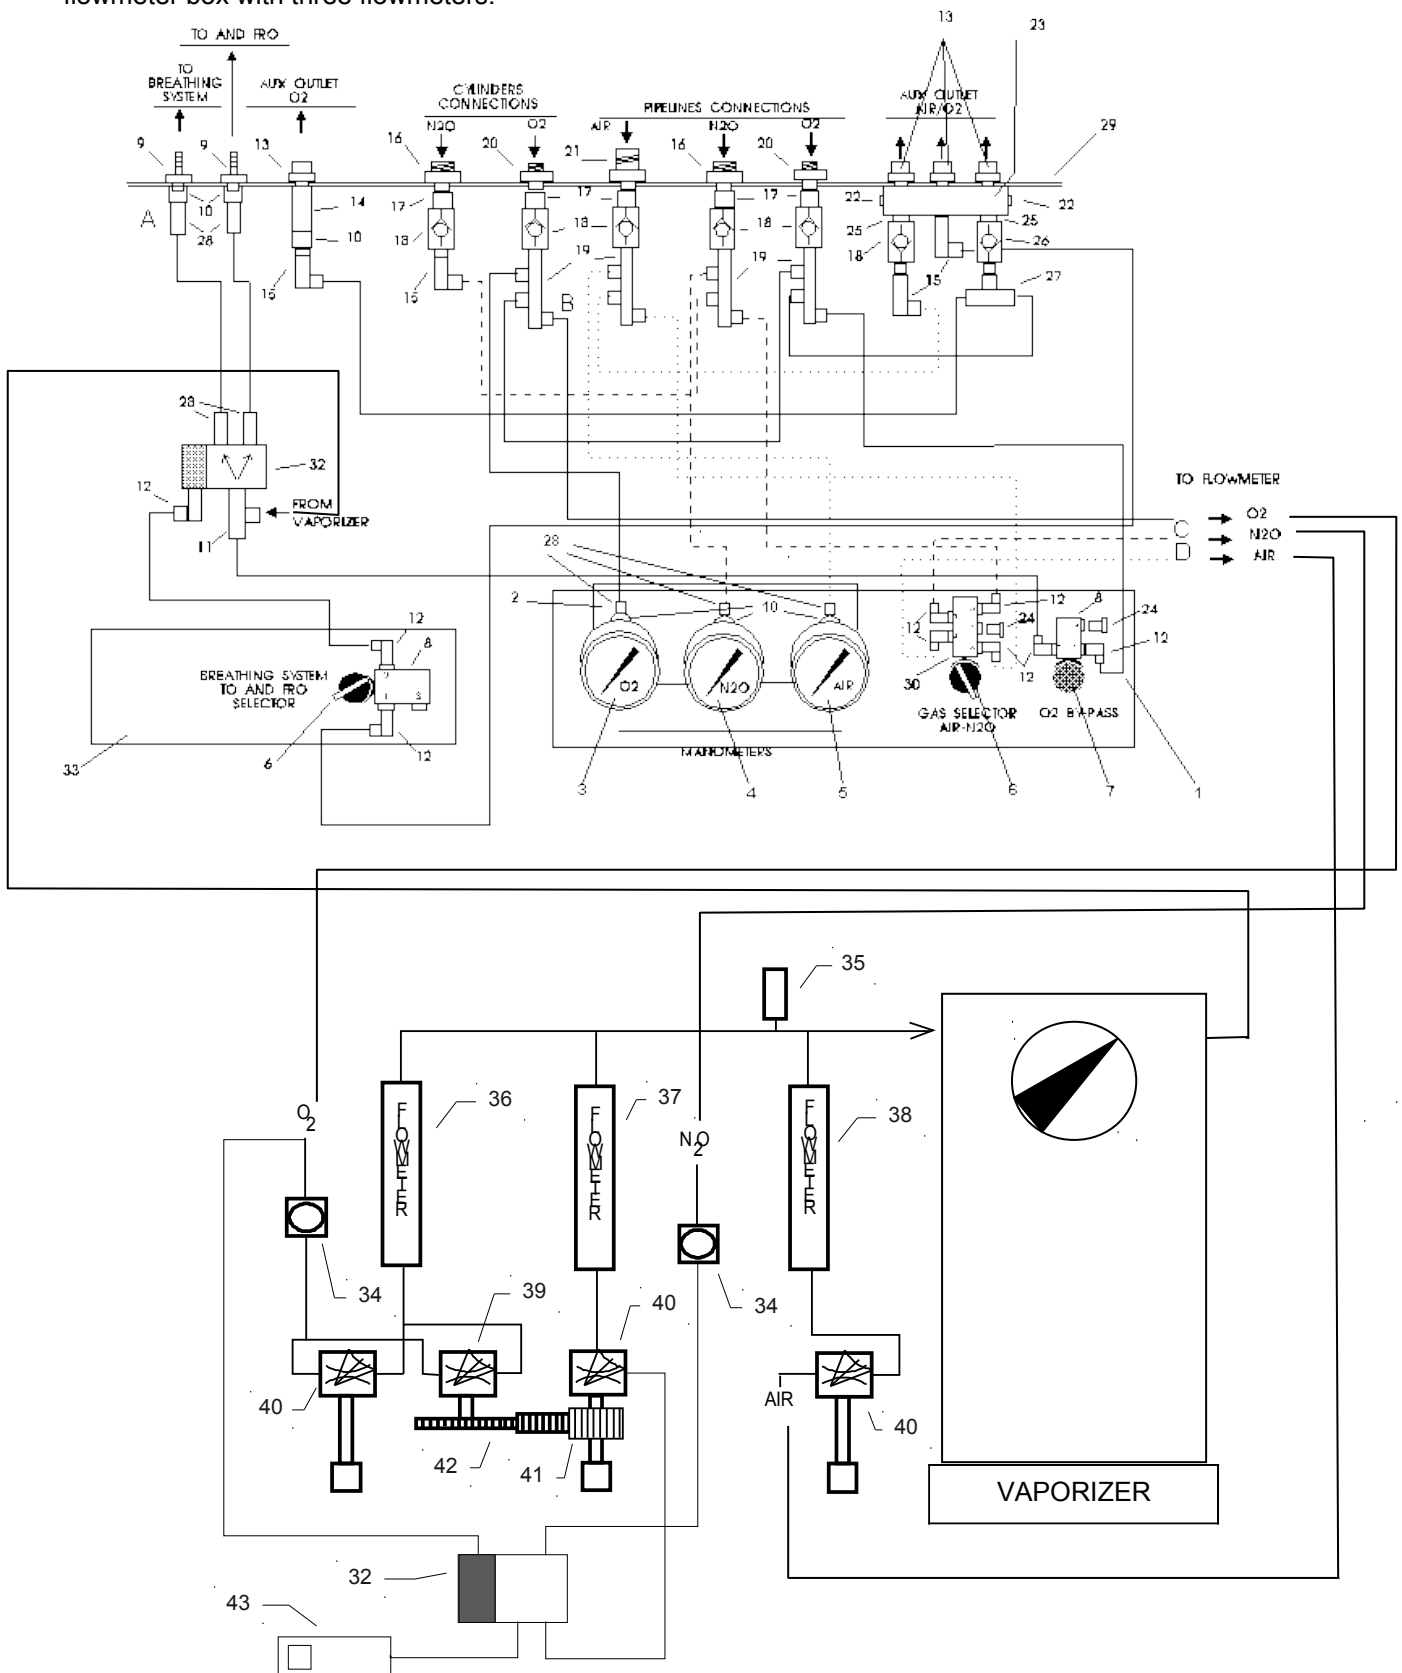 flowmeter box with three flowmeters.
TO AND FRO
13
23
TO
BREATHING
SYSTEM
AUX OUTLET
O2
CYLINDERS
CONNECTIONS
PIPELINES CONNECTIONS
AUX OUTLET
AIR/O2
N2O
O2
AIR
N2O
O2
29
9
9
13
16
20
21
16
20
10
14
17
17
17
22
22
A
28
10
18
18
18
25
25
18
26
15
15
19
19
15
27
B
28
32
12
FROM
VAPORIZER
11
TO FLOWMETER
C
O2
N2O
D
AIR
28
2
10
12
8
24
12
24
12
12
8
12
30
BREATHING SYSTEM
TO AND FRO
SELECTOR
O2
N2O
AIR
GAS SELECTOR
AIR-N2O
O2 BY-PASS
MANOMETERS
6
12
33
3
4
5
6
7
1
35
36
37
38
O2
N2O
FLOWMETER
FLOWMETER
FLOWMETER
34
39
40
34
40
AIR
40
42
41
VAPORIZER
32
43